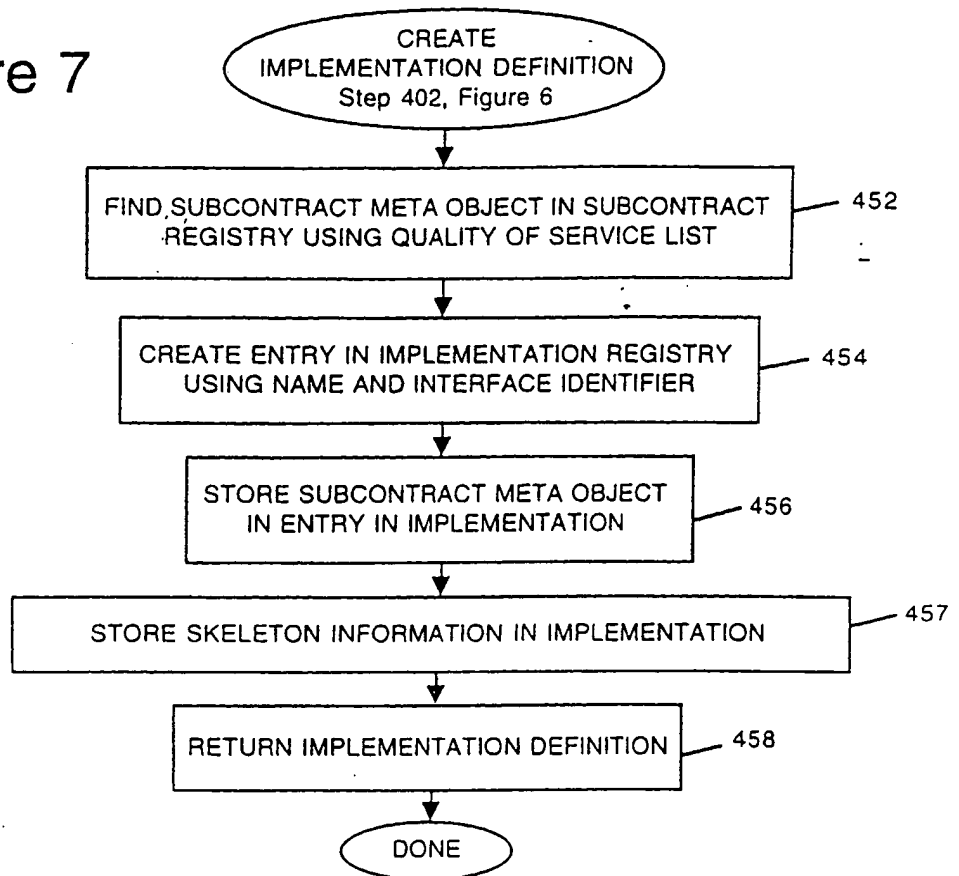 re 7
CREATE
IMPLEMENTATION DEFINITION
Step 402, Figure 6
FIND SUBCONTRACT META OBJECT IN SUBCONTRACT
REGISTRY USING QUALITY OF SERVICE LIST
452
CREATE ENTRY IN IMPLEMENTATION REGISTRY
USING NAME AND INTERFACE IDENTIFIER
454
STORE SUBCONTRACT META OBJECT
IN ENTRY IN IMPLEMENTATION
456
STORE SKELETON INFORMATION IN IMPLEMENTATION
457
RETURN IMPLEMENTATION DEFINITION
458
DONE